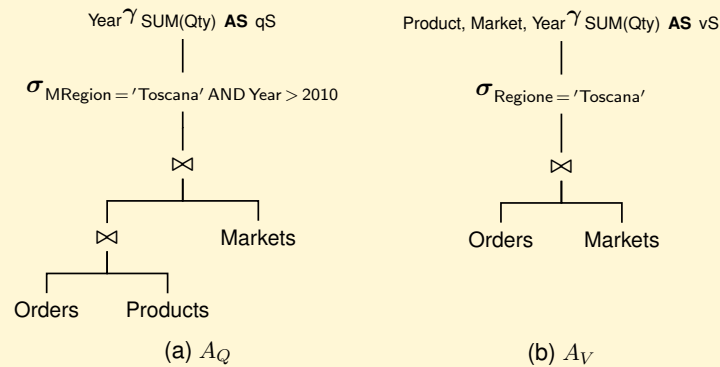 Year γ SUM(Qty) AS qS
σ MRegion = ′Toscana′ AND Year > 2010
⋈
⋈
Markets
Orders
Products
(a) A_Q
Product, Market, Year γ SUM(Qty) AS vS
σ Regione = ′Toscana′
⋈
Orders
Markets
(b) A_V